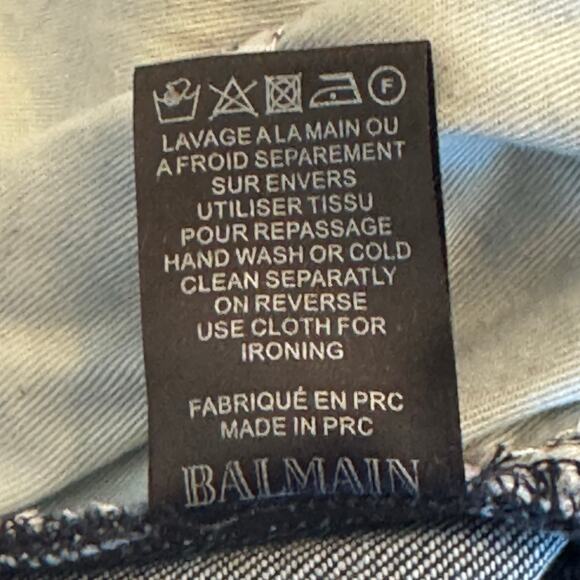 F
LAVAGE A LA MAIN OU
A FROID SEPAREMENT
SUR ENVERS
UTILISER TISSU
POUR REPASSAGE
HAND WASH OR COLD
CLEAN SEPARATLY
ON REVERSE
USE CLOTH FOR
IRONING
FABRIQUÉ EN PRC
MADE IN PRC
BALMAIN